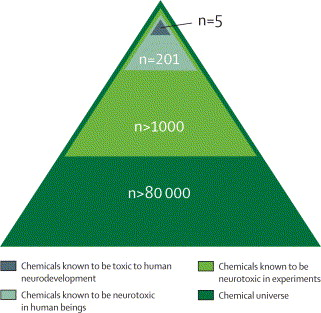 n=5
n=201
n>1000
n>80 000
Chemicals known to be toxic to human
neurodevelopment
Chemicals known to be neurotoxic
in human beings
Chemicals known to be
neurotoxic in experiments
Chemical universe